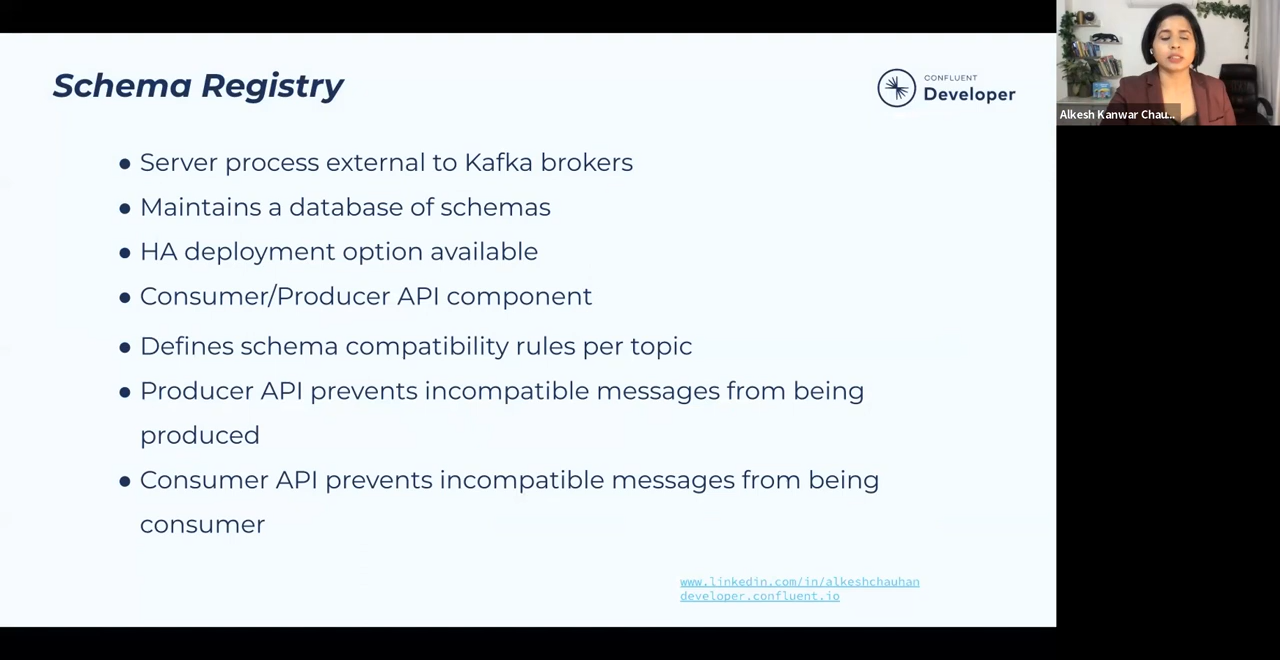 Schema Registry
CONFLUENT
Developer
Alkesh Kanwar Chau...
● Server process external to Kafka brokers
● Maintains a database of schemas
● HA deployment option available
● Consumer/Producer API component
● Defines schema compatibility rules per topic
● Producer API prevents incompatible messages from being
produced
● Consumer API prevents incompatible messages from being
consumer
www.linkedin.com/in/alkeshchauhan
developer.confluent.io